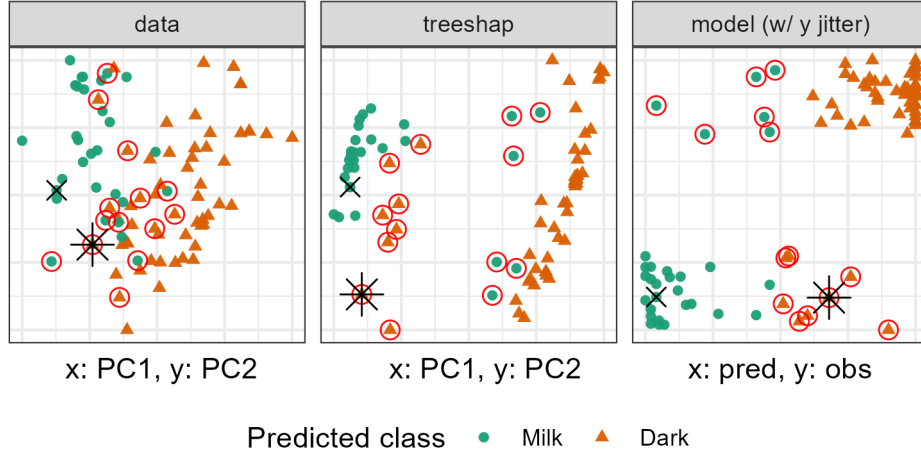 data treeshap model (w/ y jitter)
x: PC1, y: PC2 x: PC1, y: PC2 x: pred, y: obs
Predicted class Milk Dark